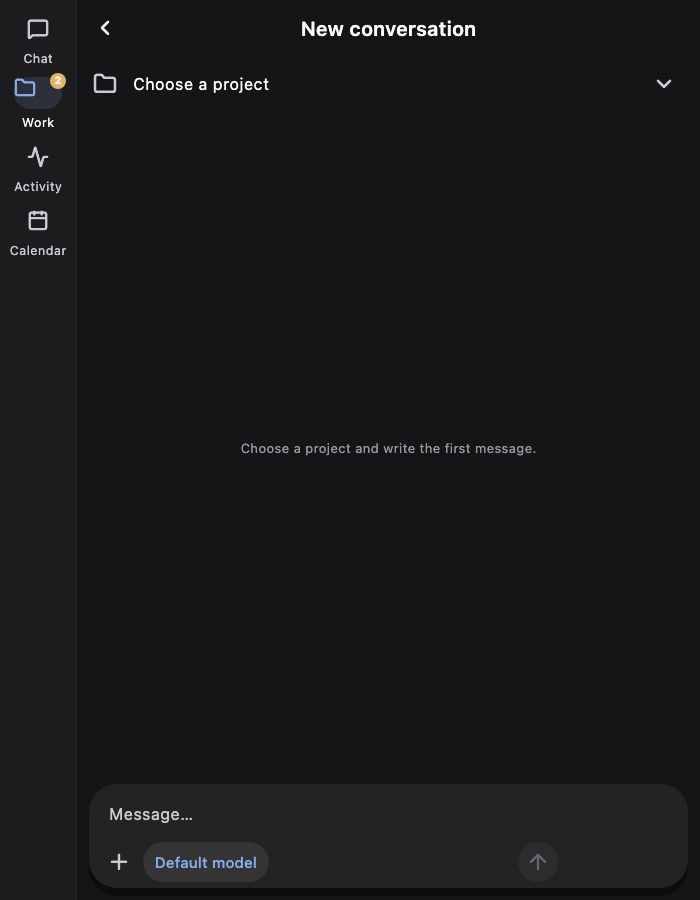 New conversation
Chat
Choose a project
2
Work
Activity
Calendar
Choose a project and write the first message.
Message...
Default model